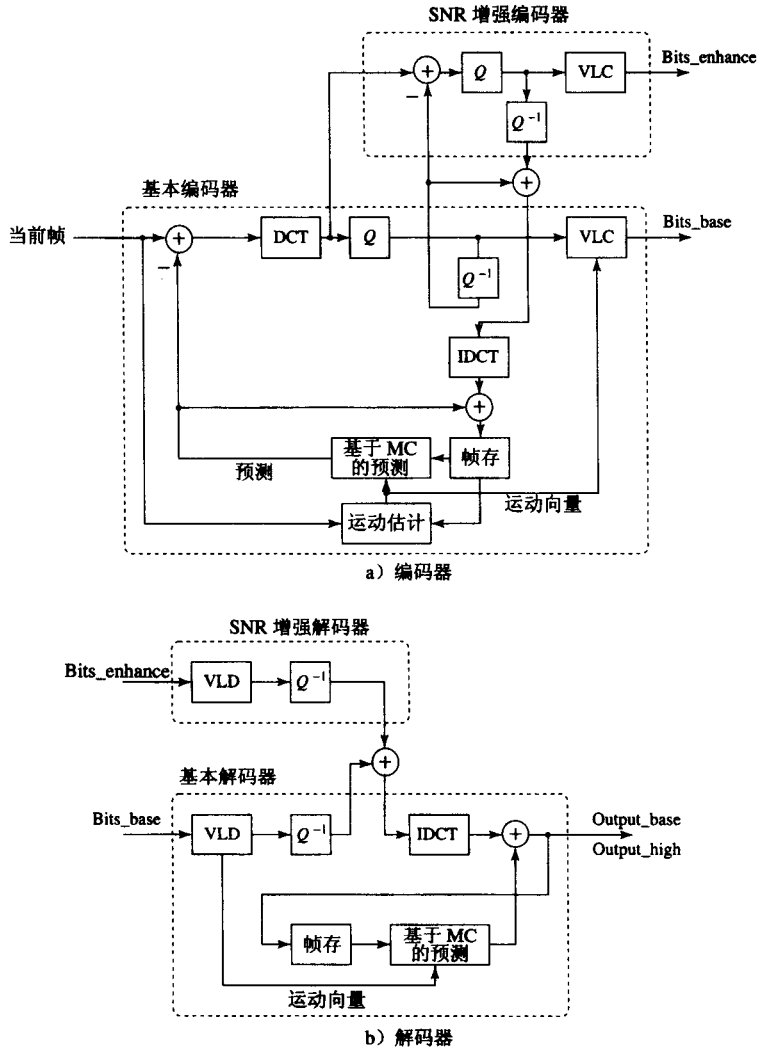 SNR 增强编码器
Bits_enhance
+
−
Q
VLC
Q⁻¹
+
基本编码器
当前帧
+
−
DCT
Q
VLC
Bits_base
Q⁻¹
IDCT
+
基于 MC
的预测
帧存
预测
运动向量
运动估计
a）编码器
SNR 增强解码器
Bits_enhance
VLD
Q⁻¹
+
基本解码器
Bits_base
VLD
Q⁻¹
IDCT
+
Output_base
Output_high
帧存
基于 MC
的预测
运动向量
b）解码器